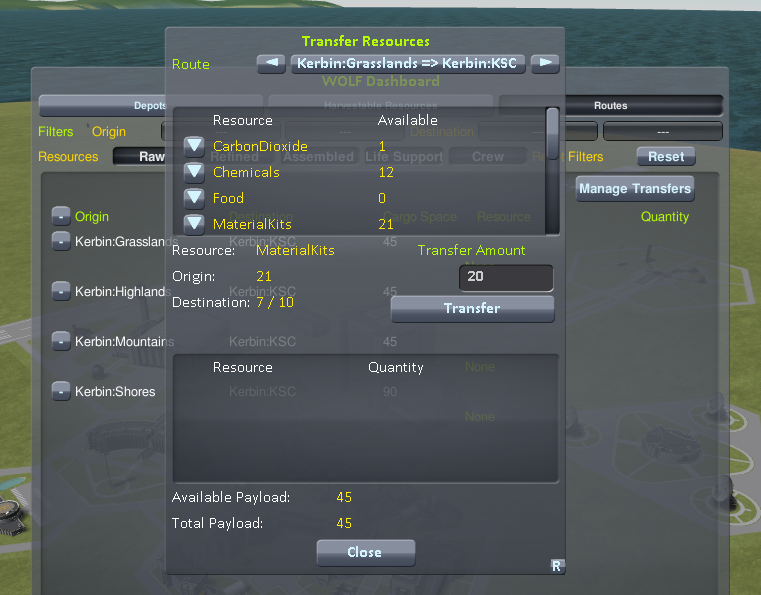 Transfer Resources
Route Kerbin:Grasslands => Kerbin:KSC
WOLF Dashboard
Depots Harvestable Resources Routes
Resource Available
Filters Origin --- --- Destination --- ---
CarbonDioxide 1
Resources Raw Refined Assembled Life Support Crew Filters Reset
Chemicals 12
Manage Transfers
Food 0
Origin Destination Cargo Space Resource Quantity
MaterialKits 21
Kerbin:Grasslands Kerbin:KSC 45
Resource: MaterialKits Transfer Amount
Origin: 21 20
Kerbin:Highlands Kerbin:KSC 45
Destination: 7 / 10 Transfer
Kerbin:Mountains Kerbin:KSC 45
Resource Quantity None
Kerbin:Shores Kerbin:KSC 90
None
Available Payload: 45
Total Payload: 45
Close
R